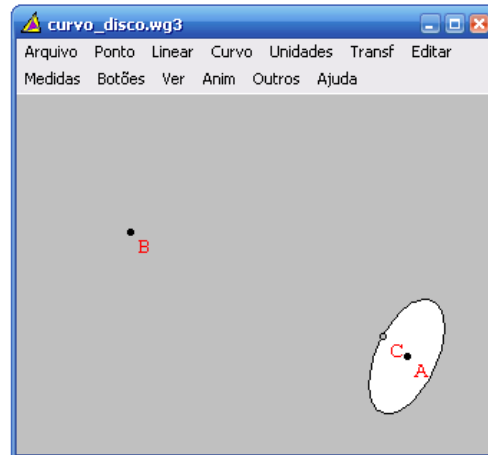 curvo_disco.wg3
Arquivo Ponto Linear Curvo Unidades Transf Editar
Medidas Botões Ver Anim Outros Ajuda
B
C
A